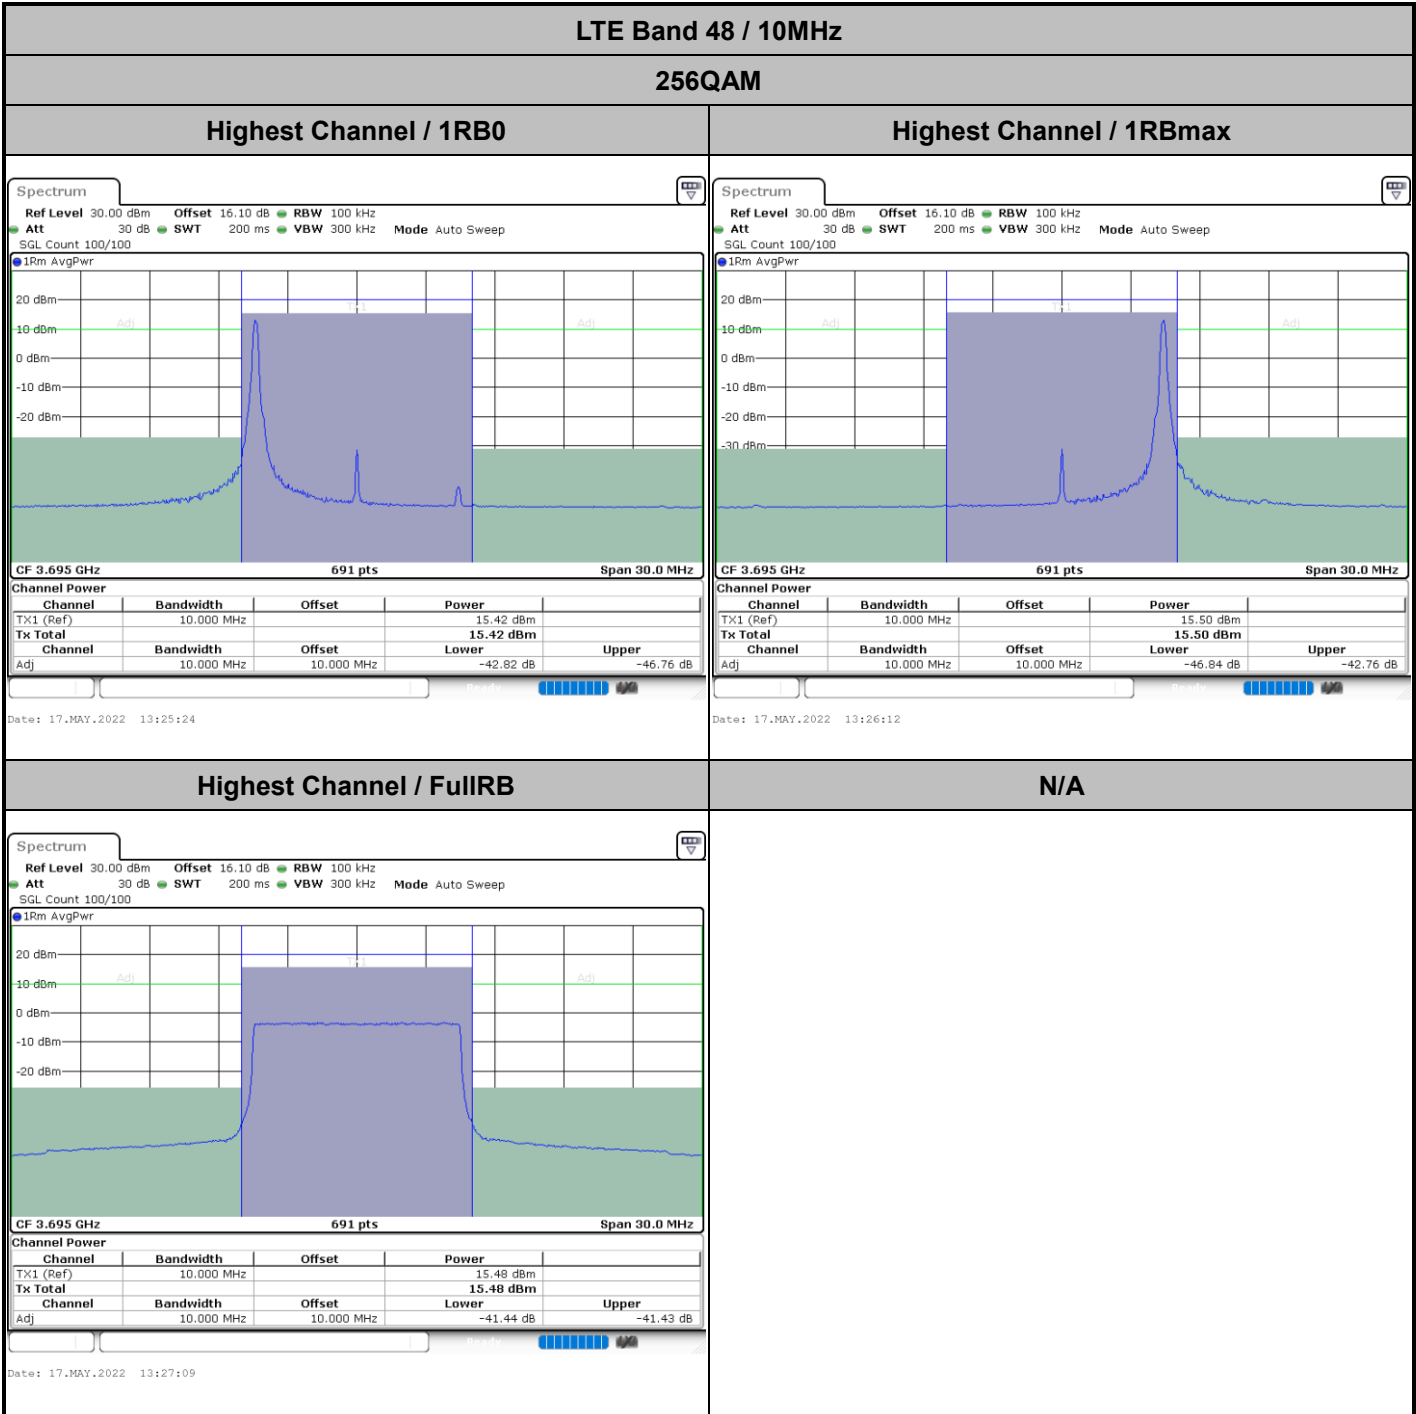 LTE Band 48 / 10MHz
256QAM
Highest Channel / 1RB0
Highest Channel / 1RBmax
Spectrum
Ref Level 30.00 dBm Offset 16.10 dB RBW 100 kHz
Att 30 dB SWT 200 ms VBW 300 kHz Mode Auto Sweep
SGL Count 100/100
1Rm AvgPwr
20 dBm
TX1
10 dBm
Adj
Adj
0 dBm
-10 dBm
-20 dBm
CF 3.695 GHz 691 pts Span 30.0 MHz
Channel Power
Channel Bandwidth Offset Power
TX1 (Ref) 10.000 MHz 15.42 dBm
Tx Total 15.42 dBm
Channel Bandwidth Offset Lower Upper
Adj 10.000 MHz 10.000 MHz -42.82 dB -46.76 dB
Ready
Date: 17.MAY.2022 13:25:24
Spectrum
Ref Level 30.00 dBm Offset 16.10 dB RBW 100 kHz
Att 30 dB SWT 200 ms VBW 300 kHz Mode Auto Sweep
SGL Count 100/100
1Rm AvgPwr
20 dBm
TX1
10 dBm
Adj
Adj
0 dBm
-10 dBm
-20 dBm
-30 dBm
CF 3.695 GHz 691 pts Span 30.0 MHz
Channel Power
Channel Bandwidth Offset Power
TX1 (Ref) 10.000 MHz 15.50 dBm
Tx Total 15.50 dBm
Channel Bandwidth Offset Lower Upper
Adj 10.000 MHz 10.000 MHz -46.84 dB -42.76 dB
Ready
Date: 17.MAY.2022 13:26:12
Highest Channel / FullRB
N/A
Spectrum
Ref Level 30.00 dBm Offset 16.10 dB RBW 100 kHz
Att 30 dB SWT 200 ms VBW 300 kHz Mode Auto Sweep
SGL Count 100/100
1Rm AvgPwr
20 dBm
TX1
10 dBm
Adj
Adj
0 dBm
-10 dBm
-20 dBm
CF 3.695 GHz 691 pts Span 30.0 MHz
Channel Power
Channel Bandwidth Offset Power
TX1 (Ref) 10.000 MHz 15.48 dBm
Tx Total 15.48 dBm
Channel Bandwidth Offset Lower Upper
Adj 10.000 MHz 10.000 MHz -41.44 dB -41.43 dB
Ready
Date: 17.MAY.2022 13:27:09